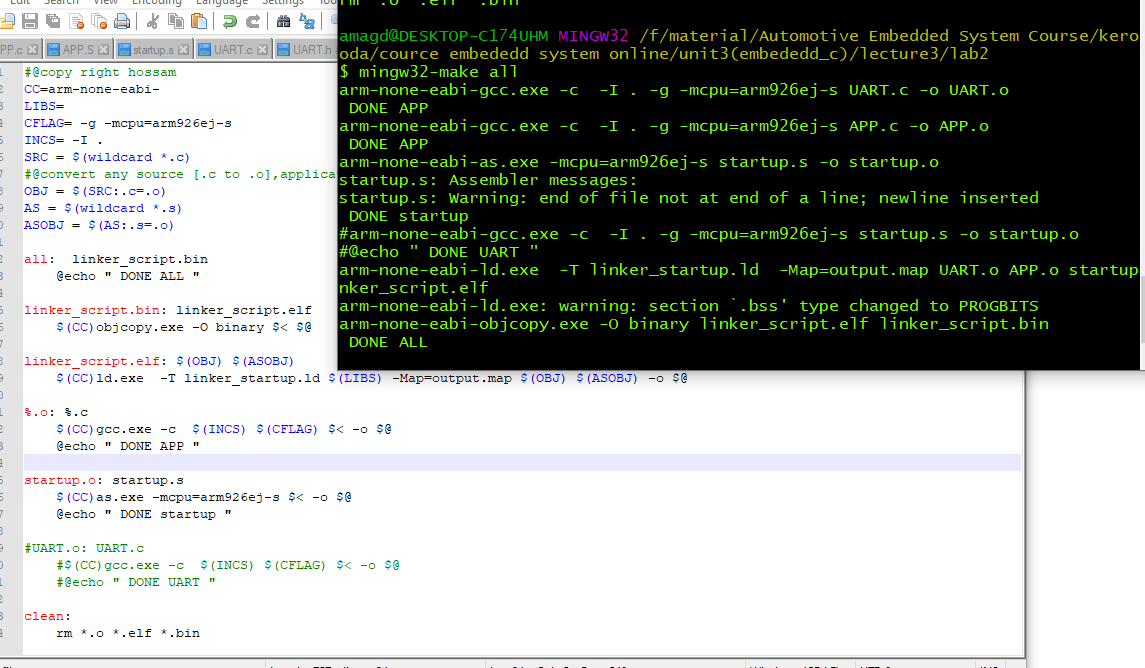 Edit Search View Encoding Language Settings
PP.c APP.S startup.s UART.c UART.h
#@copy right hossam
CC=arm-none-eabi-
LIBS=
CFLAG= -g -mcpu=arm926ej-s
INCS= -I .
SRC = $(wildcard *.c)
#@convert any source [.c to .o],applica
OBJ = $(SRC:.c=.o)
AS = $(wildcard *.s)
ASOBJ = $(AS:.s=.o)
all:  linker_script.bin
@echo " DONE ALL "
linker_script.bin: linker_script.elf
$(CC)objcopy.exe -O binary $< $@
linker_script.elf: $(OBJ) $(ASOBJ)
$(CC)ld.exe  -T linker_startup.ld $(LIBS) -Map=output.map $(OBJ) $(ASOBJ) -o $@
%.o: %.c
$(CC)gcc.exe -c  $(INCS) $(CFLAG) $< -o $@
@echo " DONE APP "
startup.o: startup.s
$(CC)as.exe -mcpu=arm926ej-s $< -o $@
@echo " DONE startup "
#UART.o: UART.c
#$(CC)gcc.exe -c  $(INCS) $(CFLAG) $< -o $@
#@echo " DONE UART "
clean:
rm *.o *.elf *.bin
rm *.o *.elf *.bin
amagd@DESKTOP-C174UHM MINGW32 /f/material/Automotive Embedded System Course/kero
oda/cource embededd system online/unit3(embededd_c)/lecture3/lab2
$ mingw32-make all
arm-none-eabi-gcc.exe -c  -I . -g -mcpu=arm926ej-s UART.c -o UART.o
DONE APP
arm-none-eabi-gcc.exe -c  -I . -g -mcpu=arm926ej-s APP.c -o APP.o
DONE APP
arm-none-eabi-as.exe -mcpu=arm926ej-s startup.s -o startup.o
startup.s: Assembler messages:
startup.s: Warning: end of file not at end of a line; newline inserted
DONE startup
#arm-none-eabi-gcc.exe -c  -I . -g -mcpu=arm926ej-s startup.s -o startup.o
#@echo " DONE UART "
arm-none-eabi-ld.exe  -T linker_startup.ld  -Map=output.map UART.o APP.o startup
nker_script.elf
arm-none-eabi-ld.exe: warning: section `.bss' type changed to PROGBITS
arm-none-eabi-objcopy.exe -O binary linker_script.elf linker_script.bin
DONE ALL